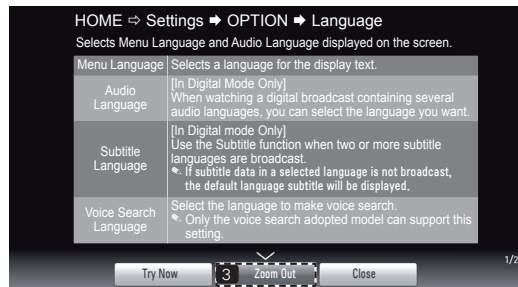 HOME ⇨ Settings ➡ OPTION ➡ Language
Selects Menu Language and Audio Language displayed on the screen.
Menu Language Selects a language for the display text.
Audio Language
[In Digital Mode Only]
When watching a digital broadcast containing several
audio languages, you can select the language you want.
Subtitle Language
[In Digital mode Only]
Use the Subtitle function when two or more subtitle
languages are broadcast.
If subtitle data in a selected language is not broadcast,
the default language subtitle will be displayed.
Voice Search Language
Select the language to make voice search.
Only the voice search adopted model can support this
setting.
1/2
Try Now 3 Zoom Out Close